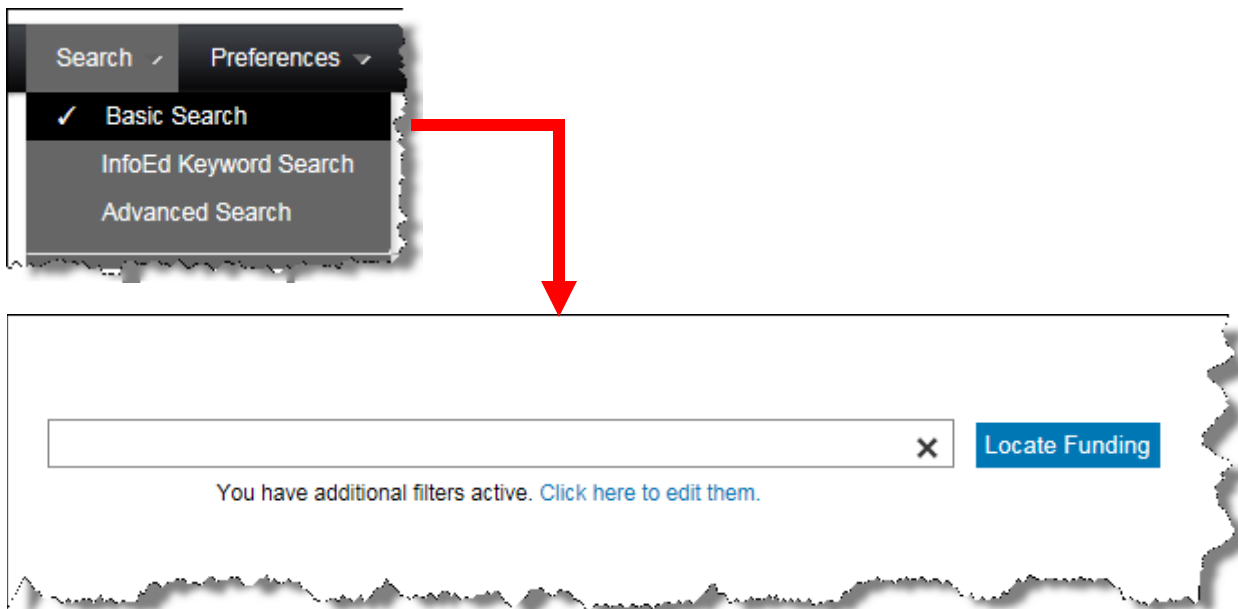 Search Preferences
✓ Basic Search
InfoEd Keyword Search
Advanced Search
Locate Funding
You have additional filters active. Click here to edit them.